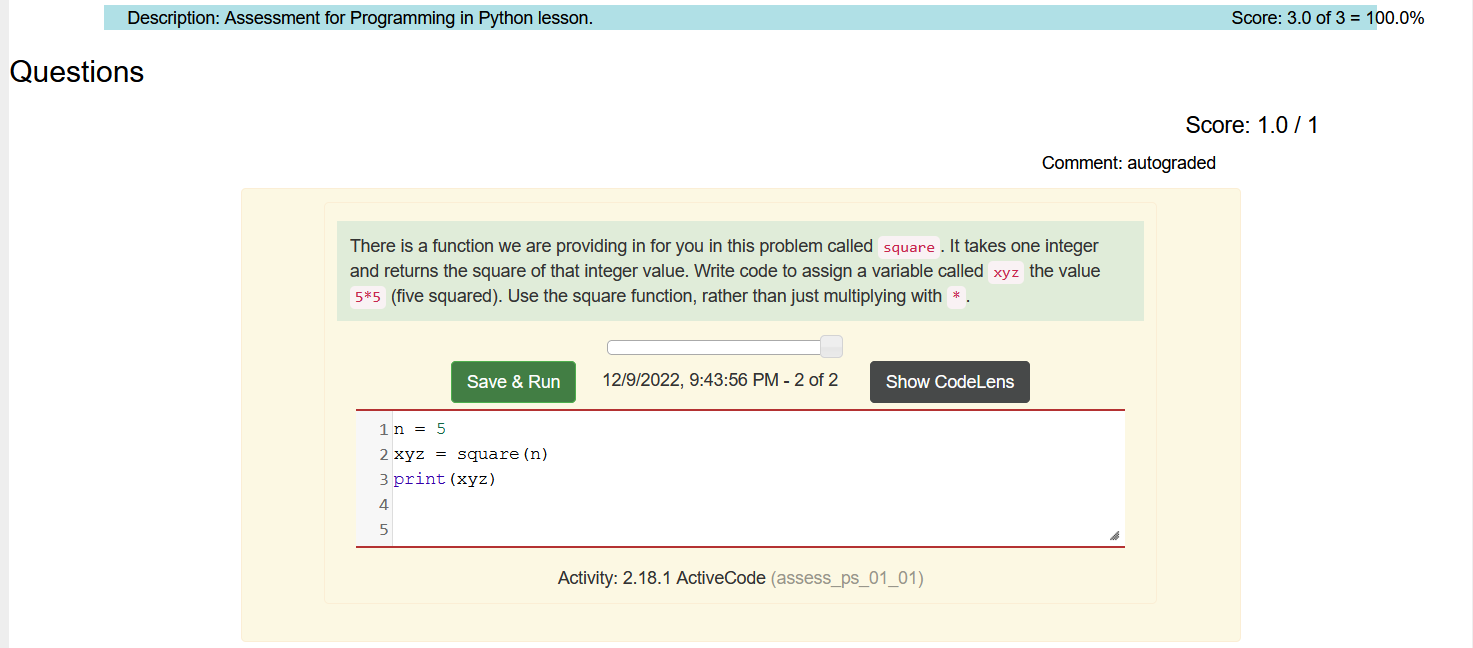 Description: Assessment for Programming in Python lesson. Score: 3.0 of 3 = 100.0%
Questions
Score: 1.0 / 1
Comment: autograded
There is a function we are providing in for you in this problem called square. It takes one integer
and returns the square of that integer value. Write code to assign a variable called xyz the value
5*5 (five squared). Use the square function, rather than just multiplying with *.
Save & Run 12/9/2022, 9:43:56 PM - 2 of 2 Show CodeLens
1 n = 5
2 xyz = square(n)
3 print(xyz)
4
5
Activity: 2.18.1 ActiveCode (assess_ps_01_01)